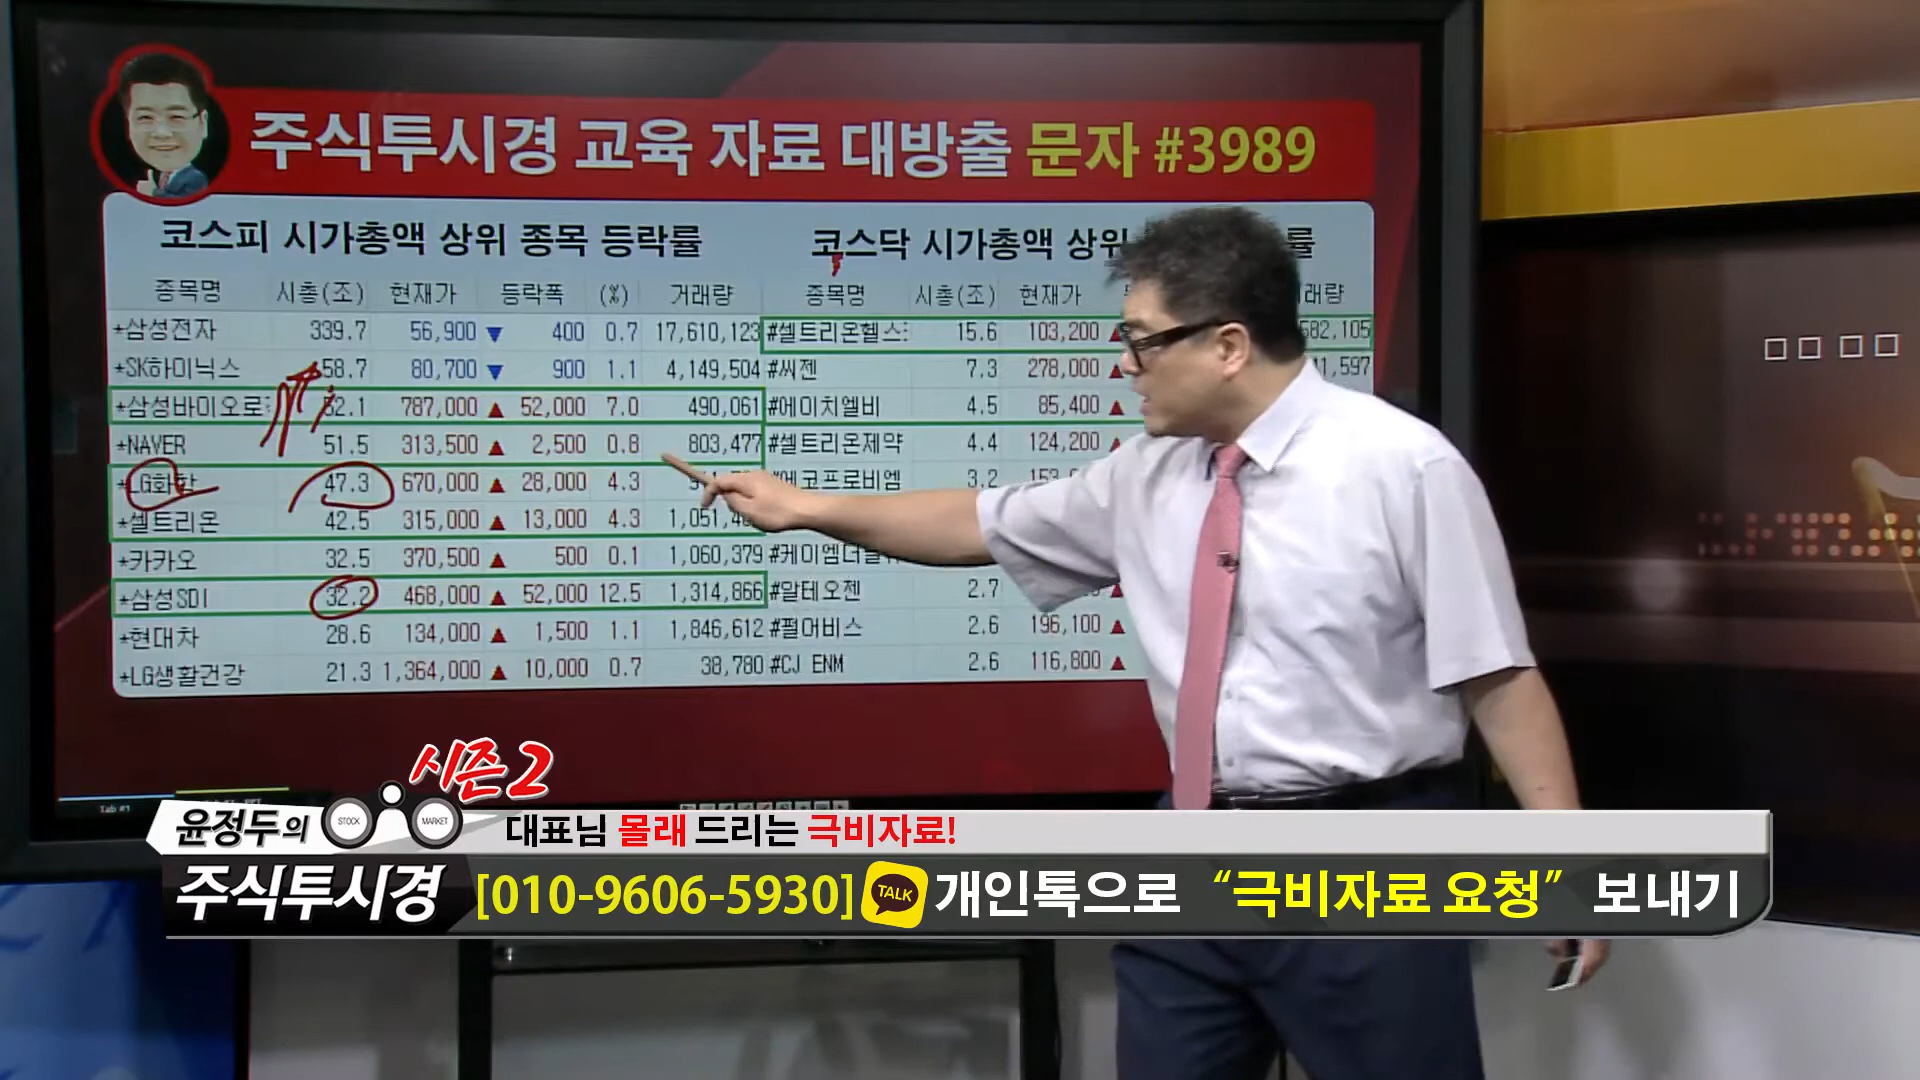 주식투시경 교육 자료 대방출 문자 #3989
코스피 시가총액 상위 종목 등락률
종목명 시총(조) 현재가 등락폭 (%) 거래량
*삼성전자 339.7 56,900 ▼ 400 0.7 17,610,123
*SK하이닉스 58.7 80,700 ▼ 900 1.1 4,149,504
*삼성바이오로 52.1 787,000 ▲ 52,000 7.0 490,061
*NAVER 51.5 313,500 ▲ 2,500 0.8 803,477
*LG화학 47.3 670,000 ▲ 28,000 4.3
*셀트리온 42.5 315,000 ▲ 13,000 4.3
*카카오 32.5 370,500 ▲ 500 0.1 1,060,379
*삼성SDI 32.2 468,000 ▲ 52,000 12.5 1,314,866
*현대차 28.6 134,000 ▲ 1,500 1.1 1,846,612
*LG생활건강 21.3 1,364,000 ▲ 10,000 0.7 38,780
코스닥 시가총액 상위 률
종목명 시총(조) 현재가 래량
#셀트리온헬스 15.6 103,200 ▲ 582,105
#씨젠 7.3 278,000 ▲ 1,597
#에이치엘비 4.5 85,400 ▲
#셀트리온제약 4.4 124,200 ▲
#에코프로비엠 3.2
#케이엠더블
#알테오젠 2.7 ▲
#펄어비스 2.6 196,100 ▲
#CJ ENM 2.6 116,800 ▲
시즌2
윤정두의 STOCK MARKET
주식투시경
대표님 몰래 드리는 극비자료!
[010-9606-5930] TALK 개인톡으로 “극비자료 요청” 보내기